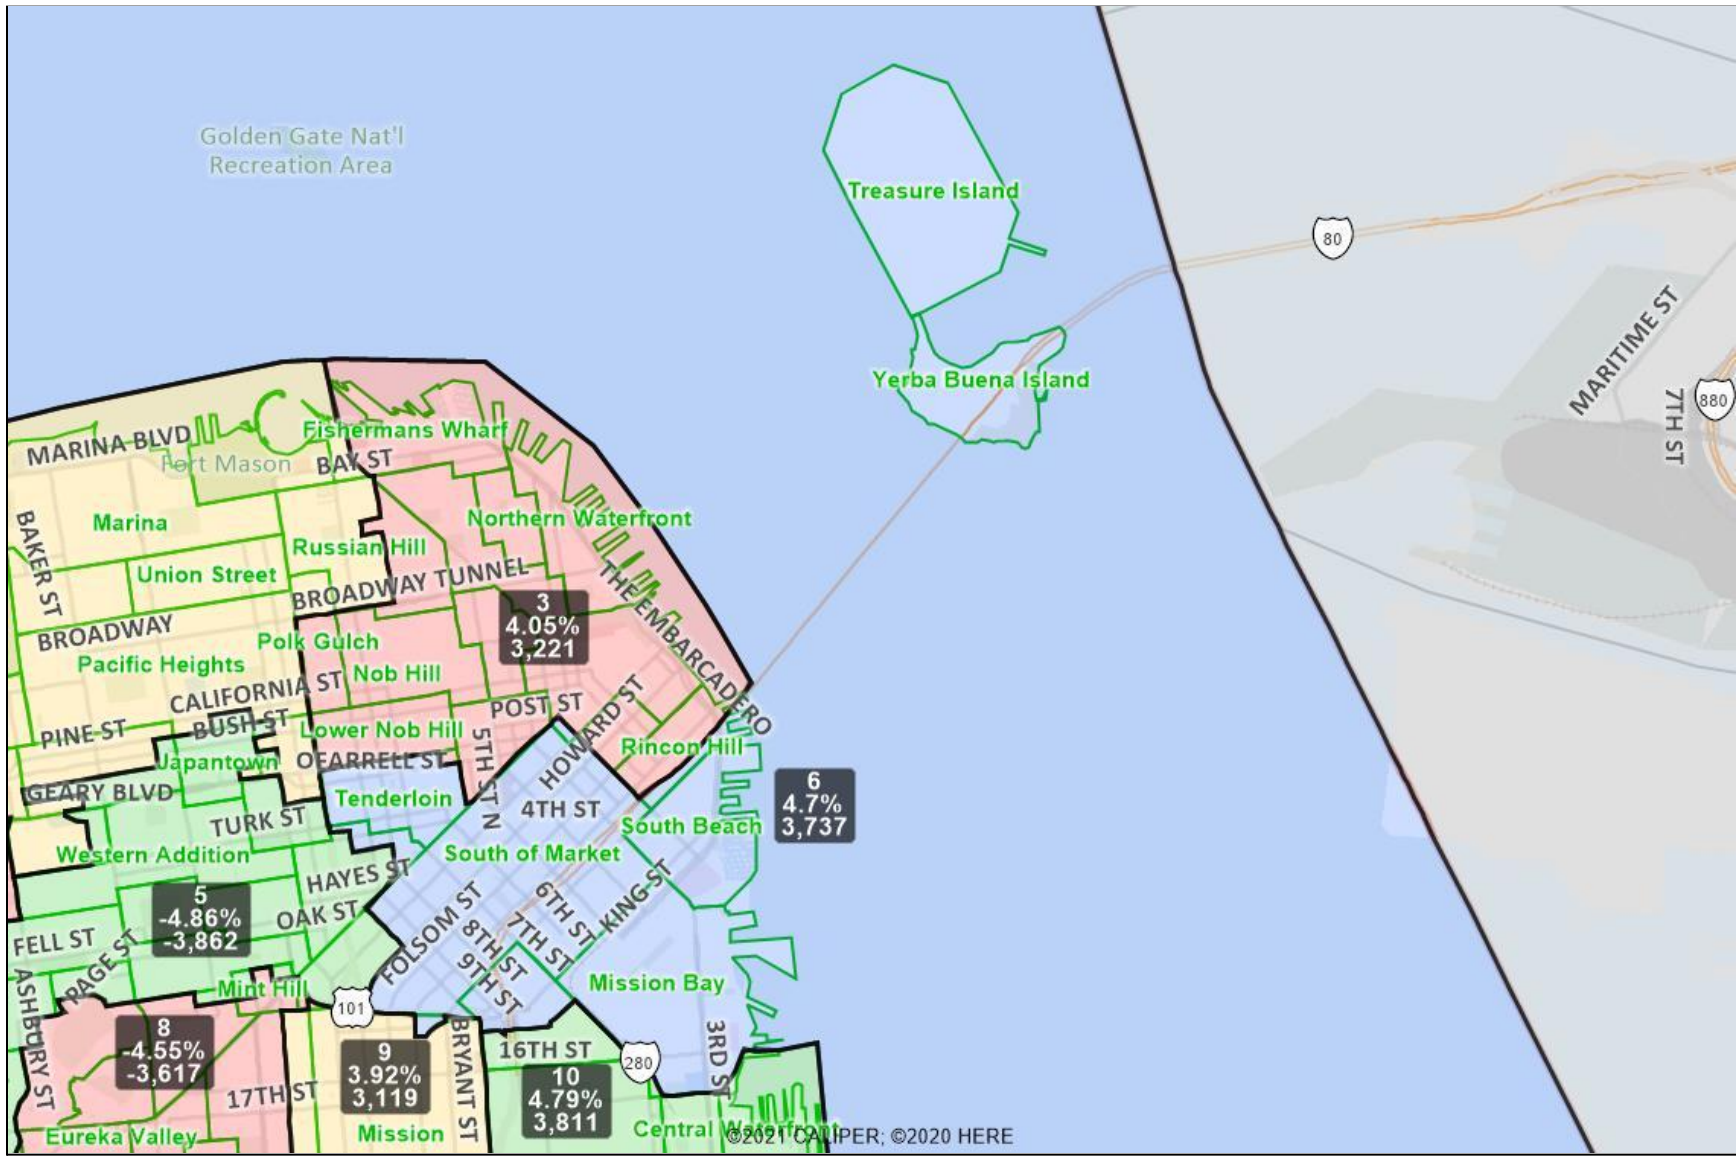 Golden Gate Nat'l
Recreation Area
Treasure Island
80
Yerba Buena Island
MARITIME ST
7TH ST
880
MARINA BLVD
Fort Mason
Fishermans Wharf
BAY ST
Marina
BAKER ST
Northern Waterfront
Russian Hill
Union Street
BROADWAY TUNNEL
THE EMBARCADERO
BROADWAY
3
4.05%
3,221
Polk Gulch
Pacific Heights
Nob Hill
CALIFORNIA ST
POST ST
HOWARD ST
PINE ST
BUSH ST
Lower Nob Hill
Rincon Hill
Japantown
OFARRELL ST
5TH ST N
GEARY BLVD
Tenderloin
4TH ST
6
4.7%
3,737
TURK ST
South Beach
Western Addition
South of Market
HAYES ST
5
-4.86%
-3,862
OAK ST
FOLSOM ST
6TH ST
KING ST
7TH ST
8TH ST
9TH ST
FELL ST
PAGE ST
ASHBURY ST
Mint Hill
Mission Bay
101
8
-4.55%
-3,617
9
3.92%
3,119
BRYANT ST
16TH ST
280
3RD ST
10
4.79%
3,811
17TH ST
Eureka Valley
Mission
Central Waterfront
©2021 CALIPER; ©2020 HERE